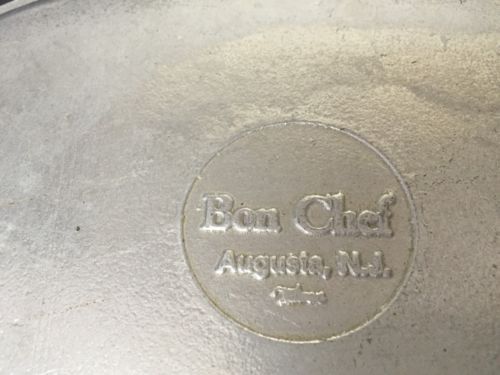 Bon Chef
Augusta, N.J.